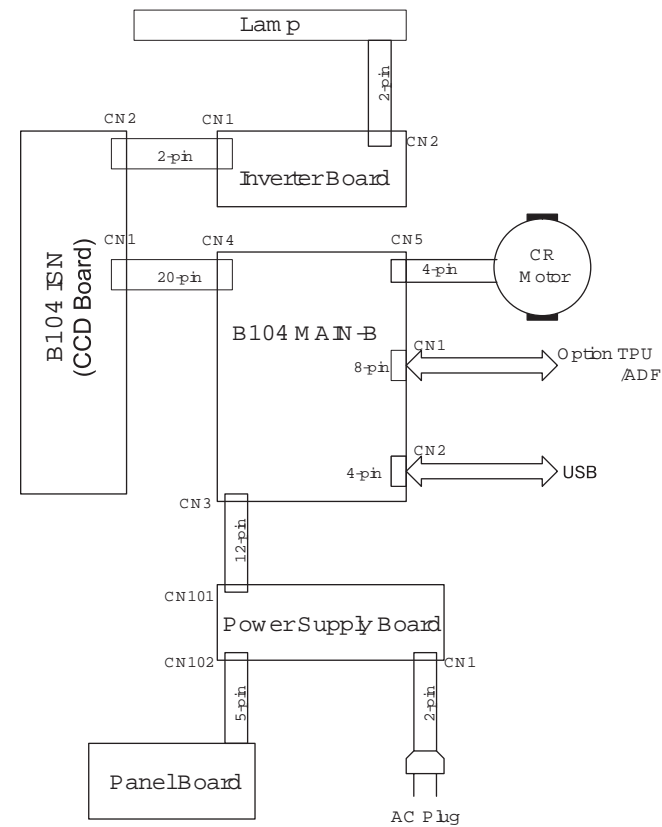 Lamp
2-pin
CN2
CN1
CN2
2-pin
Inverter Board
CN1
CN4
CN5
B104 ISN
(CCD Board)
20-pin
4-pin
CR
Motor
B104 MAIN-B
CN1
8-pin
Option TPU
/ADF
CN2
4-pin
USB
CN3
12-pin
CN101
Power Supply Board
CN102
CN1
5-pin
2-pin
Panel Board
AC Plug